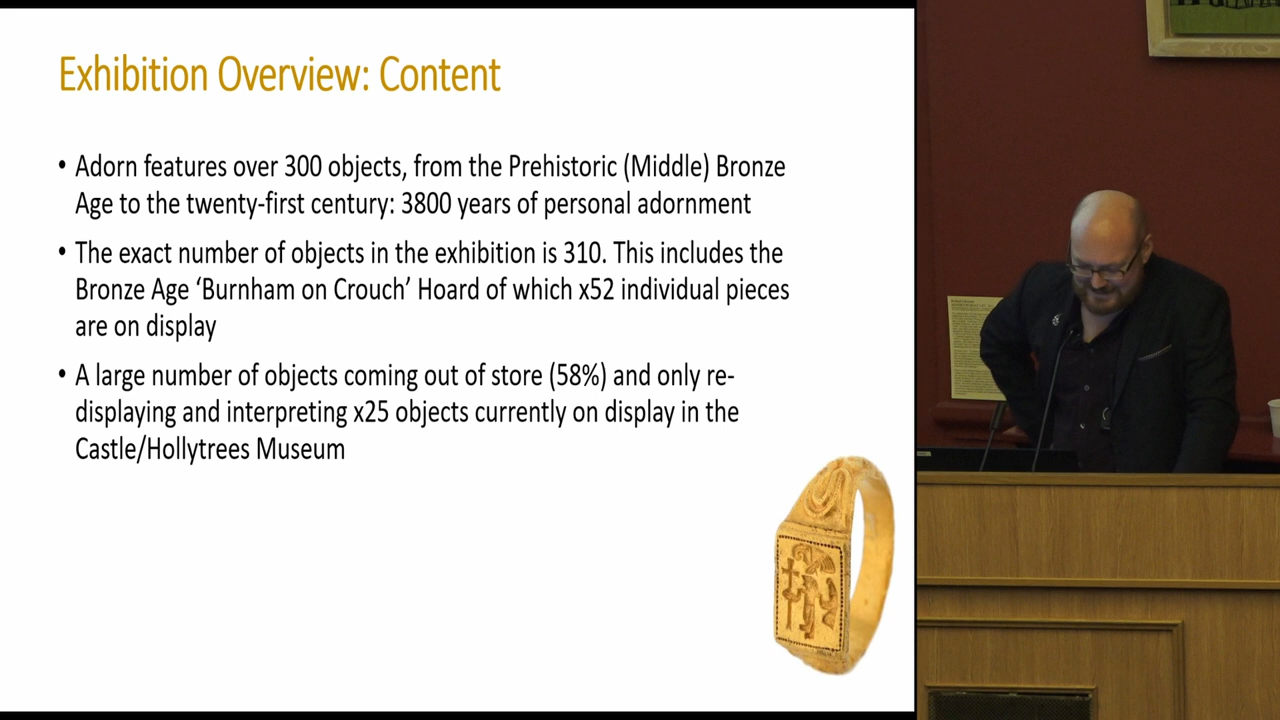 Exhibition Overview: Content
• Adorn features over 300 objects, from the Prehistoric (Middle) Bronze
Age to the twenty-first century: 3800 years of personal adornment
• The exact number of objects in the exhibition is 310. This includes the
Bronze Age ‘Burnham on Crouch’ Hoard of which x52 individual pieces
are on display
• A large number of objects coming out of store (58%) and only re-
displaying and interpreting x25 objects currently on display in the
Castle/Hollytrees Museum